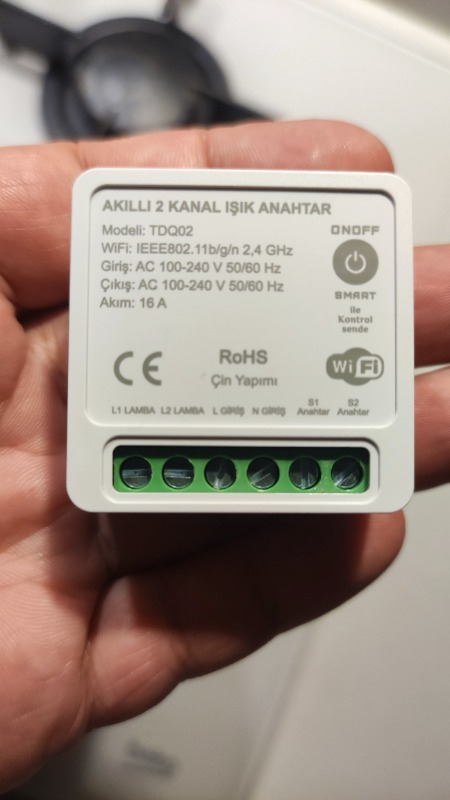 AKILLI 2 KANAL IŞIK ANAHTAR
Modeli: TDQ02
WiFi: IEEE802.11b/g/n 2,4 GHz
Giriş: AC 100-240 V 50/60 Hz
Çıkış: AC 100-240 V 50/60 Hz
Akım: 16 A
ONOFF
SMART
ile
Kontrol
sende
CE
RoHS
Çin Yapımı
WiFi
L1 LAMBA L2 LAMBA L GİRİŞ N GİRİŞ S1 Anahtar S2 Anahtar